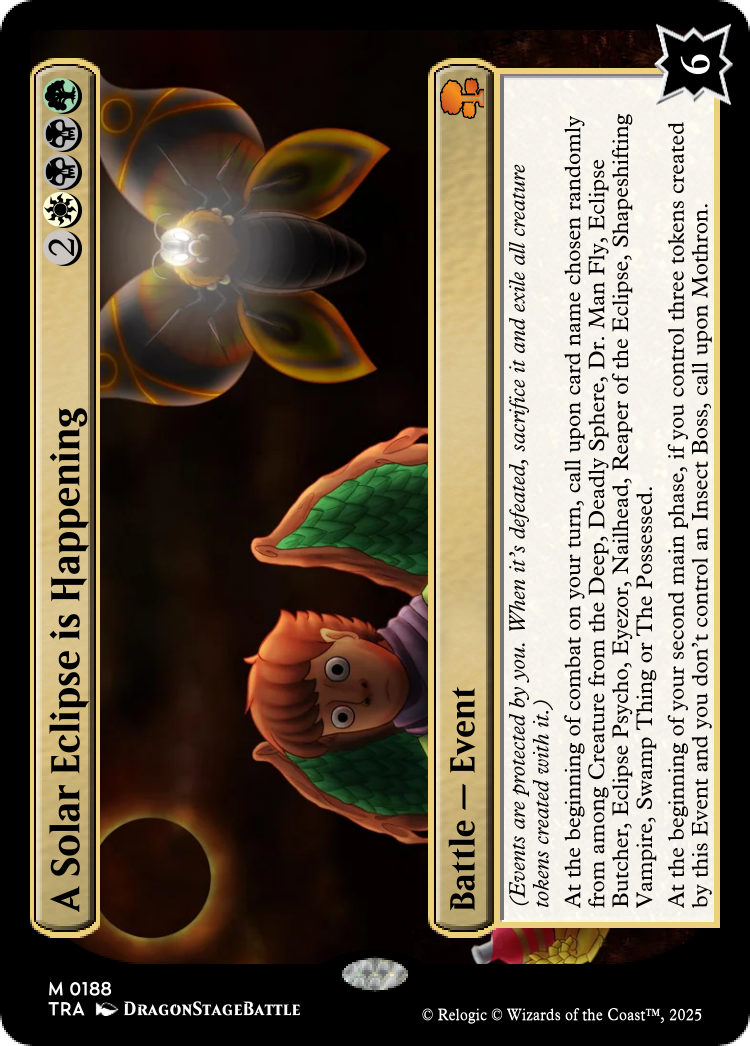 A Solar Eclipse is Happening
2
Battle — Event
6
(Events are protected by you. When it's defeated, sacrifice it and exile all creature
tokens created with it.)
At the beginning of combat on your turn, call upon card name chosen randomly
from among Creature from the Deep, Deadly Sphere, Dr. Man Fly, Eclipse
Butcher, Eclipse Psycho, Eyezor, Nailhead, Reaper of the Eclipse, Shapeshifting
Vampire, Swamp Thing or The Possessed.
At the beginning of your second main phase, if you control three tokens created
by this Event and you don't control an Insect Boss, call upon Mothron.
M 0188
TRA DragonStageBattle
© Relogic © Wizards of the Coast™, 2025